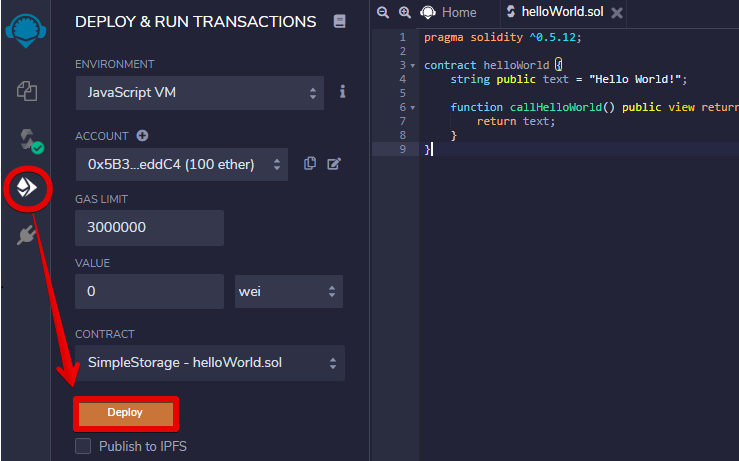 DEPLOY & RUN TRANSACTIONS
ENVIRONMENT
JavaScript VM
i
ACCOUNT
0x5B3...eddC4 (100 ether)
GAS LIMIT
3000000
VALUE
0
wei
CONTRACT
SimpleStorage - helloWorld.sol
Deploy
Publish to IPFS
Home
helloWorld.sol
1 pragma solidity ^0.5.12;
2
3 contract helloWorld {
4 string public text = "Hello World!";
5
6 function callHelloWorld() public view return
7 return text;
8 }
9 }